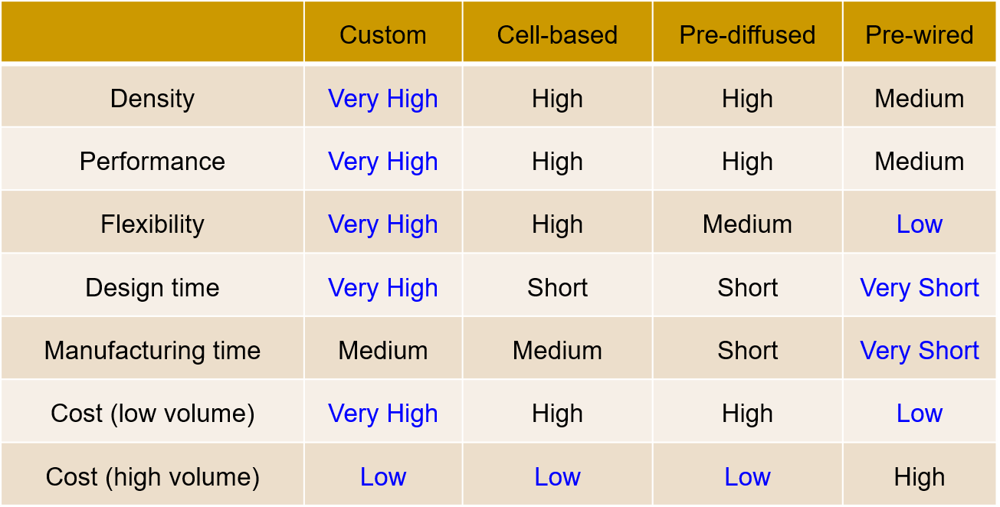 Custom Cell-based Pre-diffused Pre-wired
Density Very High High High Medium
Performance Very High High High Medium
Flexibility Very High High Medium Low
Design time Very High Short Short Very Short
Manufacturing time Medium Medium Short Very Short
Cost (low volume) Very High High High Low
Cost (high volume) Low Low Low High